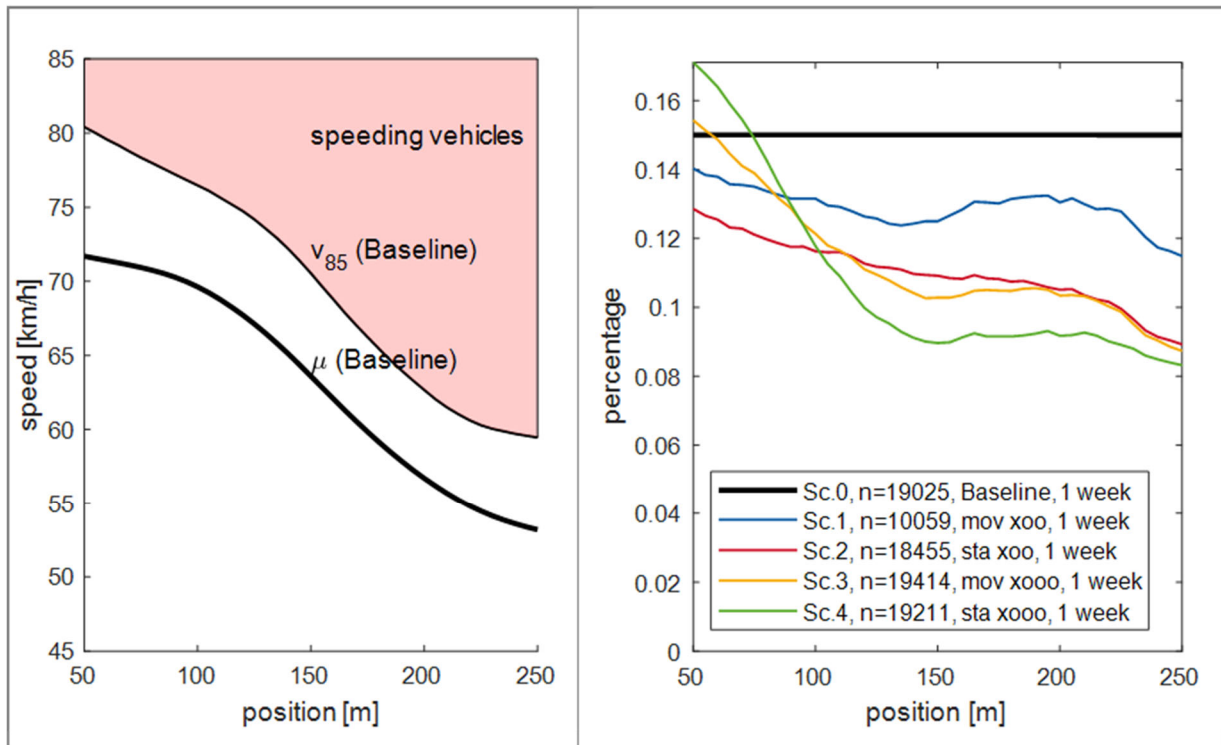 85
80
75
70
65
60
55
50
45
speed [km/h]
speeding vehicles
v85 (Baseline)
μ (Baseline)
50
100
150
200
250
position [m]
0.16
0.14
0.12
0.1
0.08
0.06
0.04
0.02
0
percentage
Sc.0, n=19025, Baseline, 1 week
Sc.1, n=10059, mov xoo, 1 week
Sc.2, n=18455, sta xoo, 1 week
Sc.3, n=19414, mov xooo, 1 week
Sc.4, n=19211, sta xooo, 1 week
50
100
150
200
250
position [m]